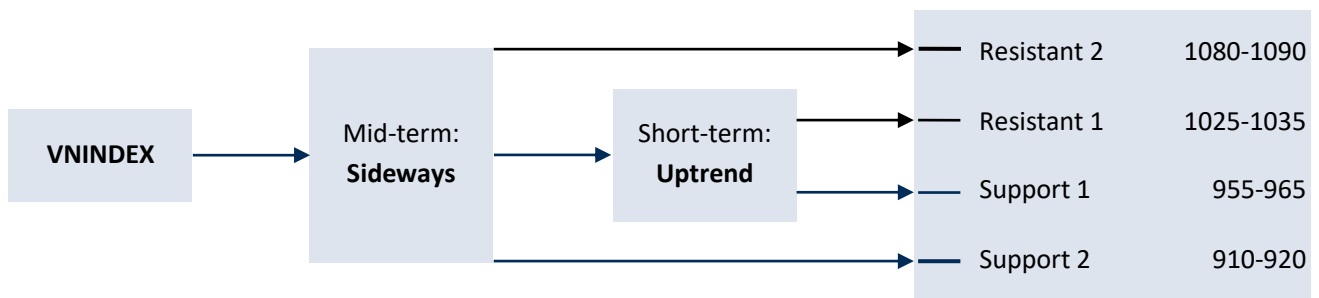 VNINDEX
Mid-term:
Sideways
Short-term:
Uptrend
Resistant 2 1080-1090
Resistant 1 1025-1035
Support 1 955-965
Support 2 910-920